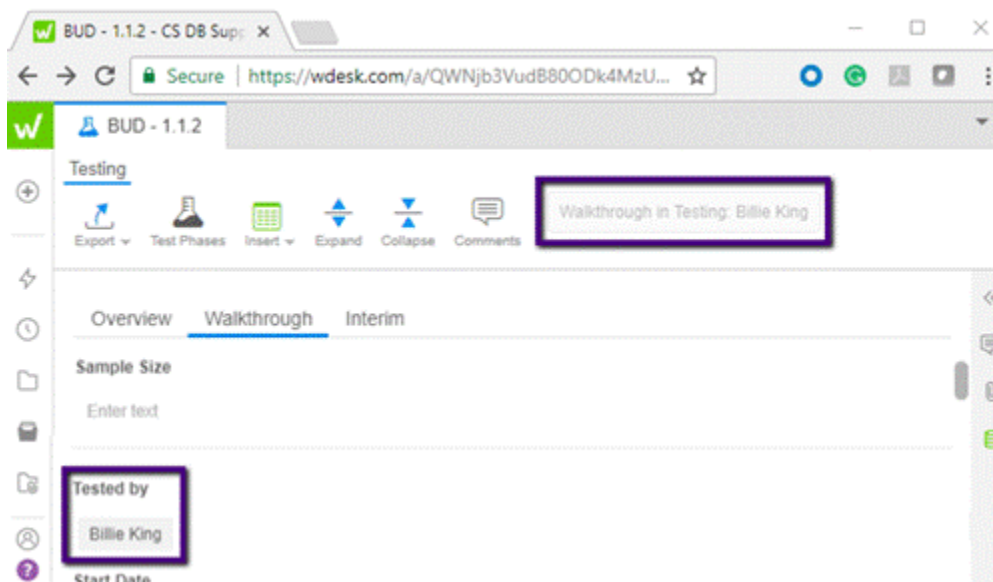 BUD - 1.1.2 - CS DB Supp
Secure | https://wdesk.com/a/QWNjb3VudB80ODk4MzU...
w BUD - 1.1.2
Testing
Export Test Phases Insert Expand Collapse Comments
Walkthrough in Testing: Billie King
Overview Walkthrough Interim
Sample Size
Enter text
Tested by
Billie King
Start Date